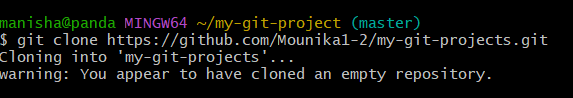 manisha@panda MINGW64 ~/my-git-project (master)
$ git clone https://github.com/Mounika1-2/my-git-projects.git
Cloning into 'my-git-projects'...
warning: You appear to have cloned an empty repository.